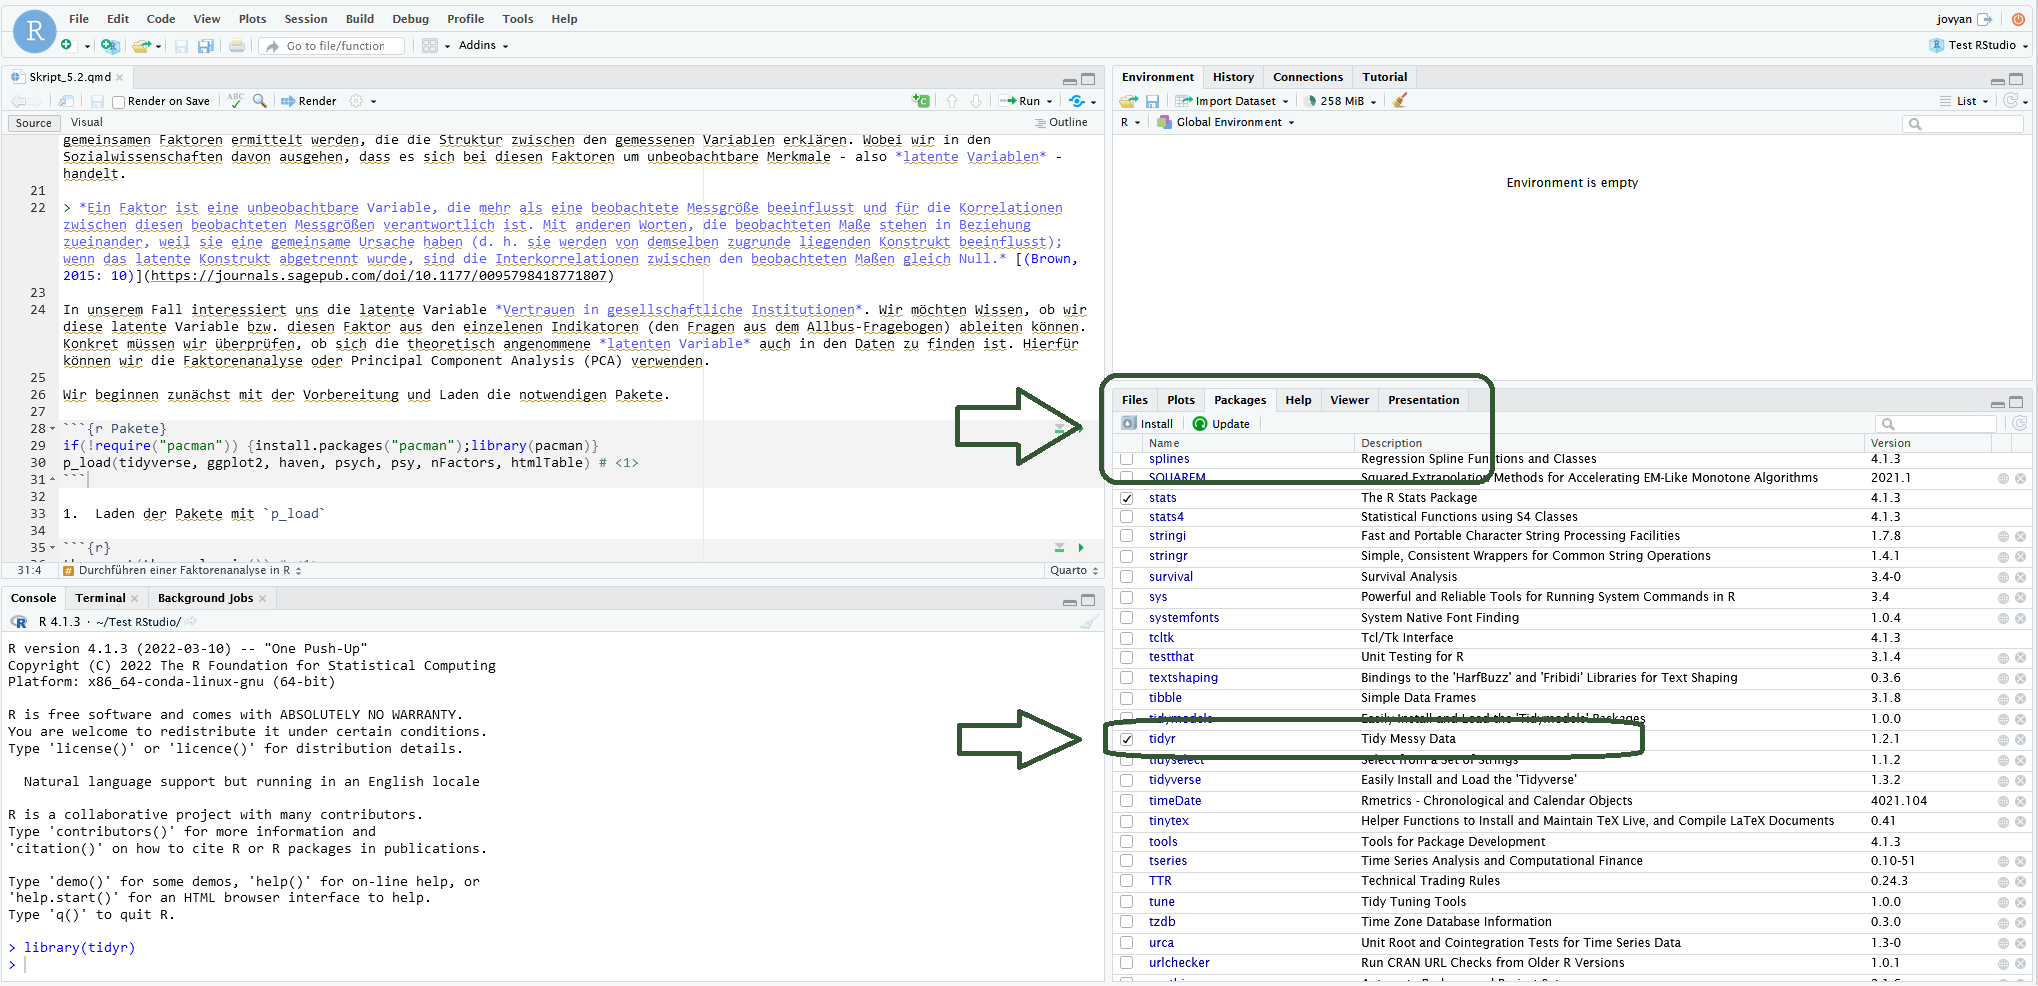 File Edit Code View Plots Session Build Debug Profile Tools Help
jovyan
R
Go to file/function
Addins
Test RStudio
Skript_5.2.qmd
Render on Save
ABC
Render
Run
Source Visual
Outline
gemeinsamen Faktoren ermittelt werden, die die Struktur zwischen den gemessenen Variablen erklären. Wobei wir in den
Sozialwissenschaften davon ausgehen, dass es sich bei diesen Faktoren um unbeobachtbare Merkmale - also *latente Variablen* -
handelt.
21
22 > *Ein Faktor ist eine unbeobachtbare Variable, die mehr als eine beobachtete Messgröße beeinflusst und für die Korrelationen
zwischen diesen beobachteten Messgrößen verantwortlich ist. Mit anderen Worten, die beobachteten Maße stehen in Beziehung
zueinander, weil sie eine gemeinsame Ursache haben (d. h. sie werden von demselben zugrunde liegenden Konstrukt beeinflusst);
wenn das latente Konstrukt abgetrennt wurde, sind die Interkorrelationen zwischen den beobachteten Maßen gleich Null.* [(Brown,
2015: 10)](https://journals.sagepub.com/doi/10.1177/0095798418771807)
23
24 In unserem Fall interessiert uns die latente Variable *Vertrauen in gesellschaftliche Institutionen*. Wir möchten Wissen, ob wir
diese latente Variable bzw. diesen Faktor aus den einzelenen Indikatoren (den Fragen aus dem Allbus-Fragebogen) ableiten können.
Konkret müssen wir überprüfen, ob sich die theoretisch angenommene *latenten Variable* auch in den Daten zu finden ist. Hierfür
können wir die Faktorenanalyse oder Principal Component Analysis (PCA) verwenden.
25
26 Wir beginnen zunächst mit der Vorbereitung und Laden die notwendigen Pakete.
27
28 ```{r Pakete}
29 if(!require("pacman")) {install.packages("pacman");library(pacman)}
30 p_load(tidyverse, ggplot2, haven, psych, psy, nFactors, htmlTable) # <1>
31 ```
32
33 1. Laden der Pakete mit `p_load`
34
35 ```{r}
31:4 Durchführen einer Faktorenanalyse in R
Quarto
Console Terminal Background Jobs
R 4.1.3 · ~/Test RStudio/
R version 4.1.3 (2022-03-10) -- "One Push-Up"
Copyright (C) 2022 The R Foundation for Statistical Computing
Platform: x86_64-conda-linux-gnu (64-bit)
R is free software and comes with ABSOLUTELY NO WARRANTY.
You are welcome to redistribute it under certain conditions.
Type 'license()' or 'licence()' for distribution details.
Natural language support but running in an English locale
R is a collaborative project with many contributors.
Type 'contributors()' for more information and
'citation()' on how to cite R or R packages in publications.
Type 'demo()' for some demos, 'help()' for on-line help, or
'help.start()' for an HTML browser interface to help.
Type 'q()' to quit R.
> library(tidyr)
>
Environment History Connections Tutorial
Import Dataset 258 MiB
List
R Global Environment
Environment is empty
Files Plots Packages Help Viewer Presentation
Install Update
Name Description Version
splines Regression Spline Functions and Classes 4.1.3
SQUAREM Squared Extrapolation Methods for Accelerating EM-Like Monotone Algorithms 2021.1
stats The R Stats Package 4.1.3
stats4 Statistical Functions using S4 Classes 4.1.3
stringi Fast and Portable Character String Processing Facilities 1.7.8
stringr Simple, Consistent Wrappers for Common String Operations 1.4.1
survival Survival Analysis 3.4-0
sys Powerful and Reliable Tools for Running System Commands in R 3.4
systemfonts System Native Font Finding 1.0.4
tcltk Tcl/Tk Interface 4.1.3
testthat Unit Testing for R 3.1.4
textshaping Bindings to the 'HarfBuzz' and 'Fribidi' Libraries for Text Shaping 0.3.6
tibble Simple Data Frames 3.1.8
tidymodels Easily Install and Load the 'Tidymodels' Packages 1.0.0
tidyr Tidy Messy Data 1.2.1
tidyselect Select from a Set of Strings 1.1.2
tidyverse Easily Install and Load the 'Tidyverse' 1.3.2
timeDate Rmetrics - Chronological and Calendar Objects 4021.104
tinytex Helper Functions to Install and Maintain TeX Live, and Compile LaTeX Documents 0.41
tools Tools for Package Development 4.1.3
tseries Time Series Analysis and Computational Finance 0.10-51
TTR Technical Trading Rules 0.24.3
tune Tidy Tuning Tools 1.0.0
tzdb Time Zone Database Information 0.3.0
urca Unit Root and Cointegration Tests for Time Series Data 1.3-0
urlchecker Run CRAN URL Checks from Older R Versions 1.0.1